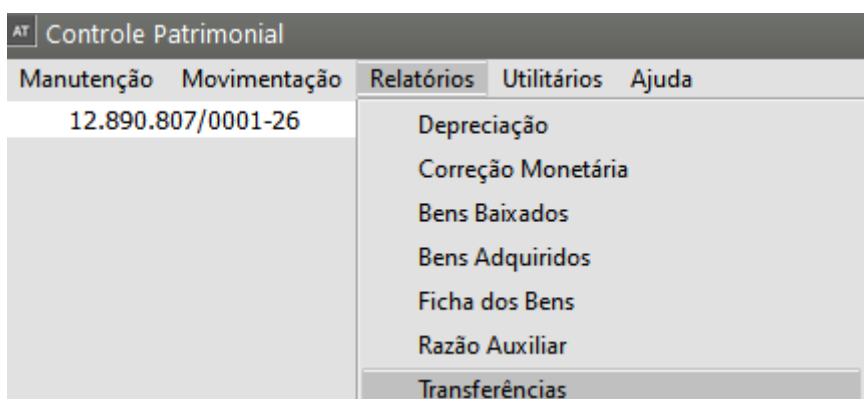 AT Controle Patrimonial
Manutenção Movimentação Relatórios Utilitários Ajuda
12.890.807/0001-26
Depreciação
Correção Monetária
Bens Baixados
Bens Adquiridos
Ficha dos Bens
Razão Auxiliar
Transferências